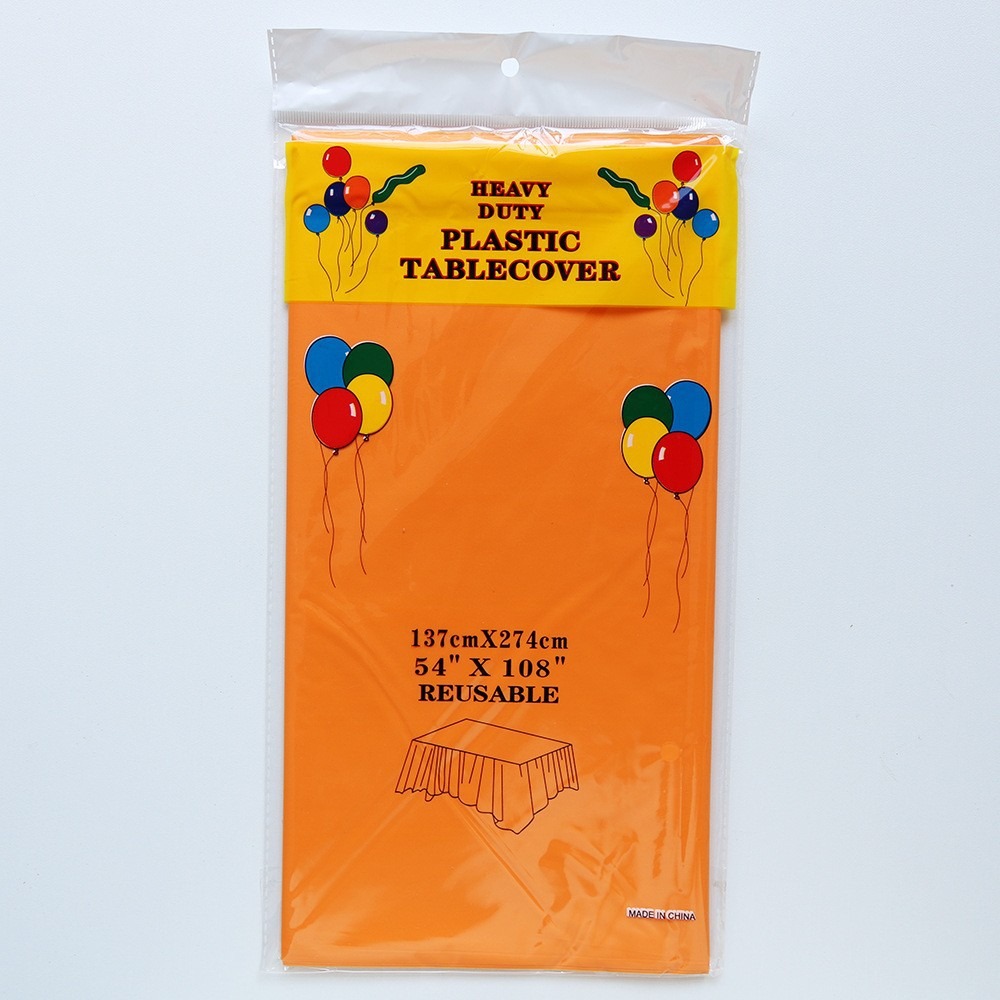 HEAVY
DUTY
PLASTIC
TABLECOVER
137cmX274cm
54" X 108"
REUSABLE
MADE IN CHINA